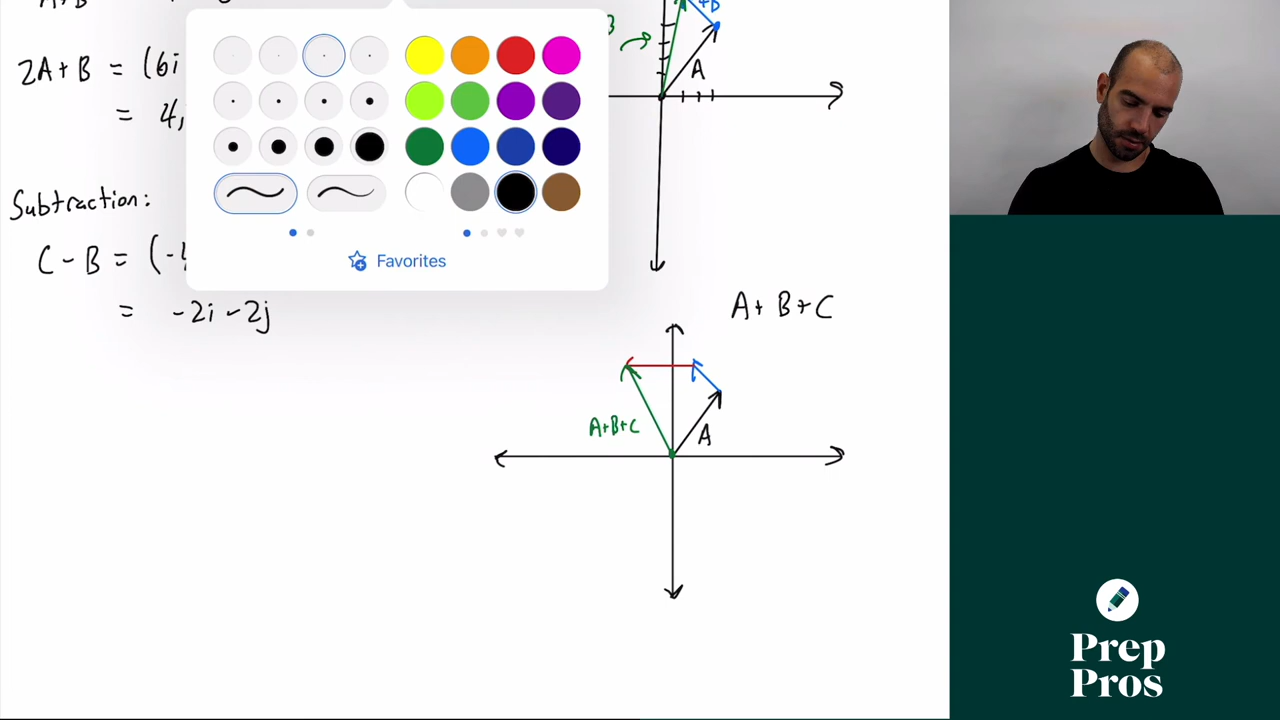 A+B
2A+B = (6i
= 4
Subtraction:
C - B = (-
= -2i - 2j
Favorites
+B
A
A+B+C
A+B+C
A
Prep
Pros